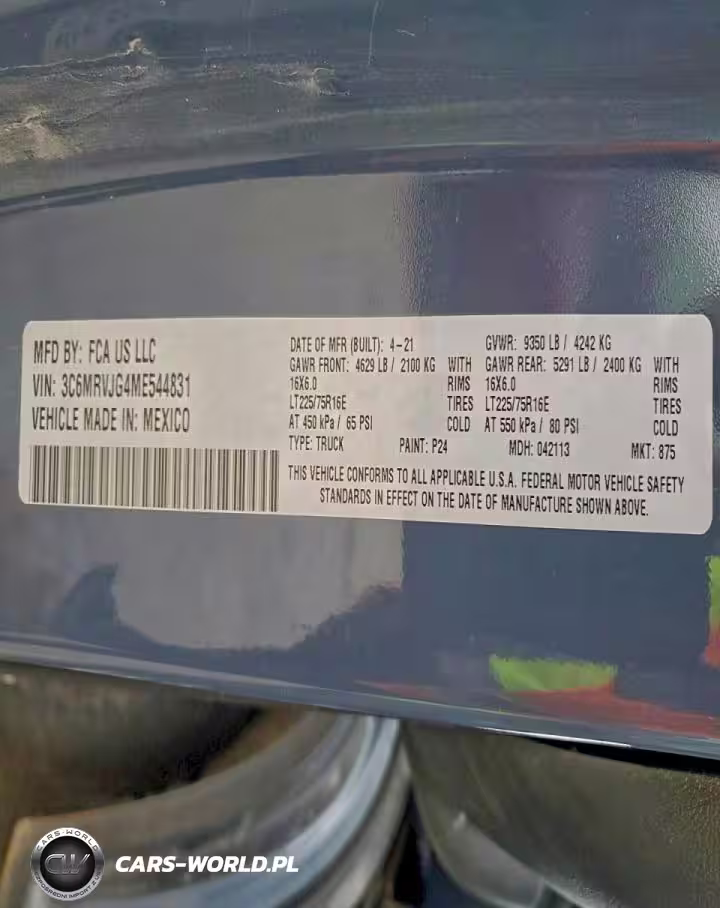 MFD BY: FCA US LLC
VIN: 3C6MRVJG4ME544831
VEHICLE MADE IN: MEXICO
DATE OF MFR (BUILT): 4-21
GVWR: 9350 LB / 4242 KG
GAWR FRONT: 4629 LB / 2100 KG WITH
GAWR REAR: 5291 LB / 2400 KG WITH
16X6.0 RIMS
16X6.0 RIMS
LT225/75R16E TIRES
LT225/75R16E TIRES
AT 450 kPa / 65 PSI COLD
AT 550 kPa / 80 PSI COLD
TYPE: TRUCK PAINT: P24 MDH: 042113 MKT: 875
THIS VEHICLE CONFORMS TO ALL APPLICABLE U.S.A. FEDERAL MOTOR VEHICLE SAFETY
STANDARDS IN EFFECT ON THE DATE OF MANUFACTURE SHOWN ABOVE.
CARS-WORLD
CW
CARS-WORLD.PL